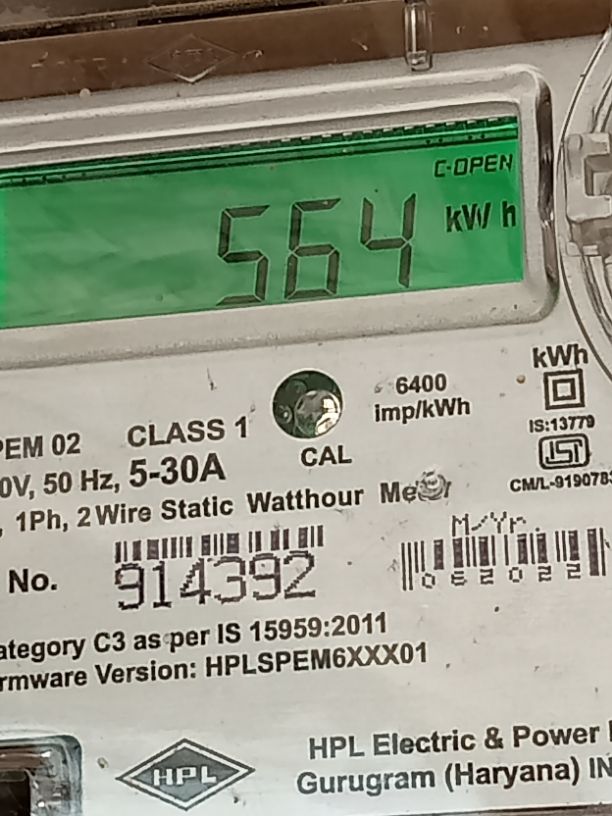 C-OPEN
564 kWh
kWh
6400
imp/kWh
IS:13779
ISI
CM/L-919078
PEM 02 CLASS 1
CAL
0V, 50 Hz, 5-30A
, 1Ph, 2 Wire Static Watthour Meter
M/Yr.
No. 914392
062022
ategory C3 as per IS 15959:2011
rmware Version: HPLSPEM6XXX01
HPL
HPL Electric & Power
Gurugram (Haryana) IN